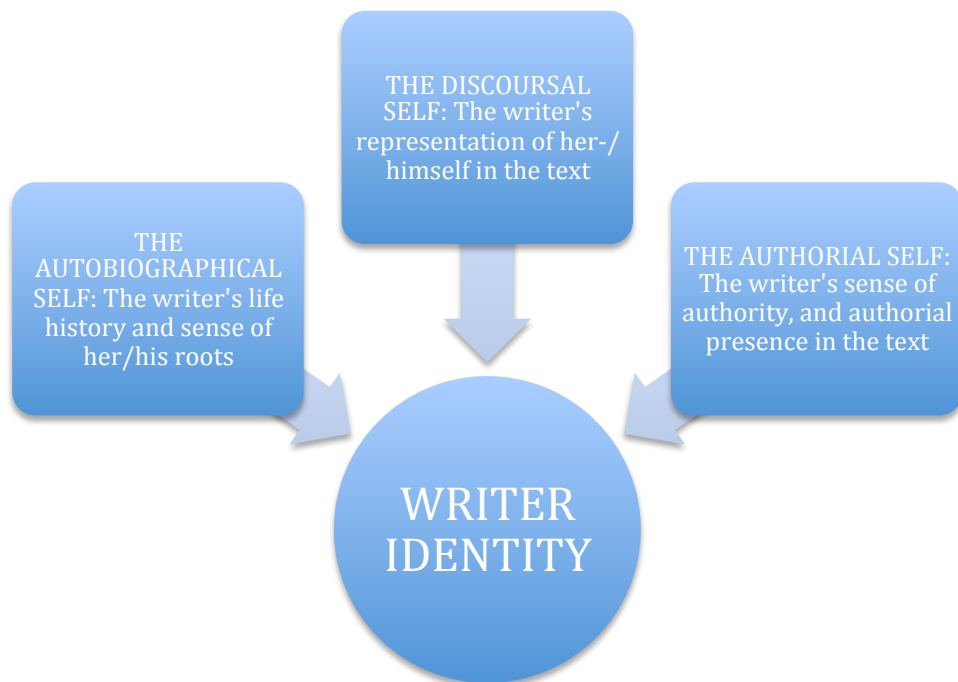 THE DISCOURSAL
SELF: The writer's
representation of her-/
himself in the text
THE
AUTOBIOGRAPHICAL
SELF: The writer's life
history and sense of
her/his roots
THE AUTHORIAL SELF:
The writer's sense of
authority, and authorial
presence in the text
WRITER
IDENTITY